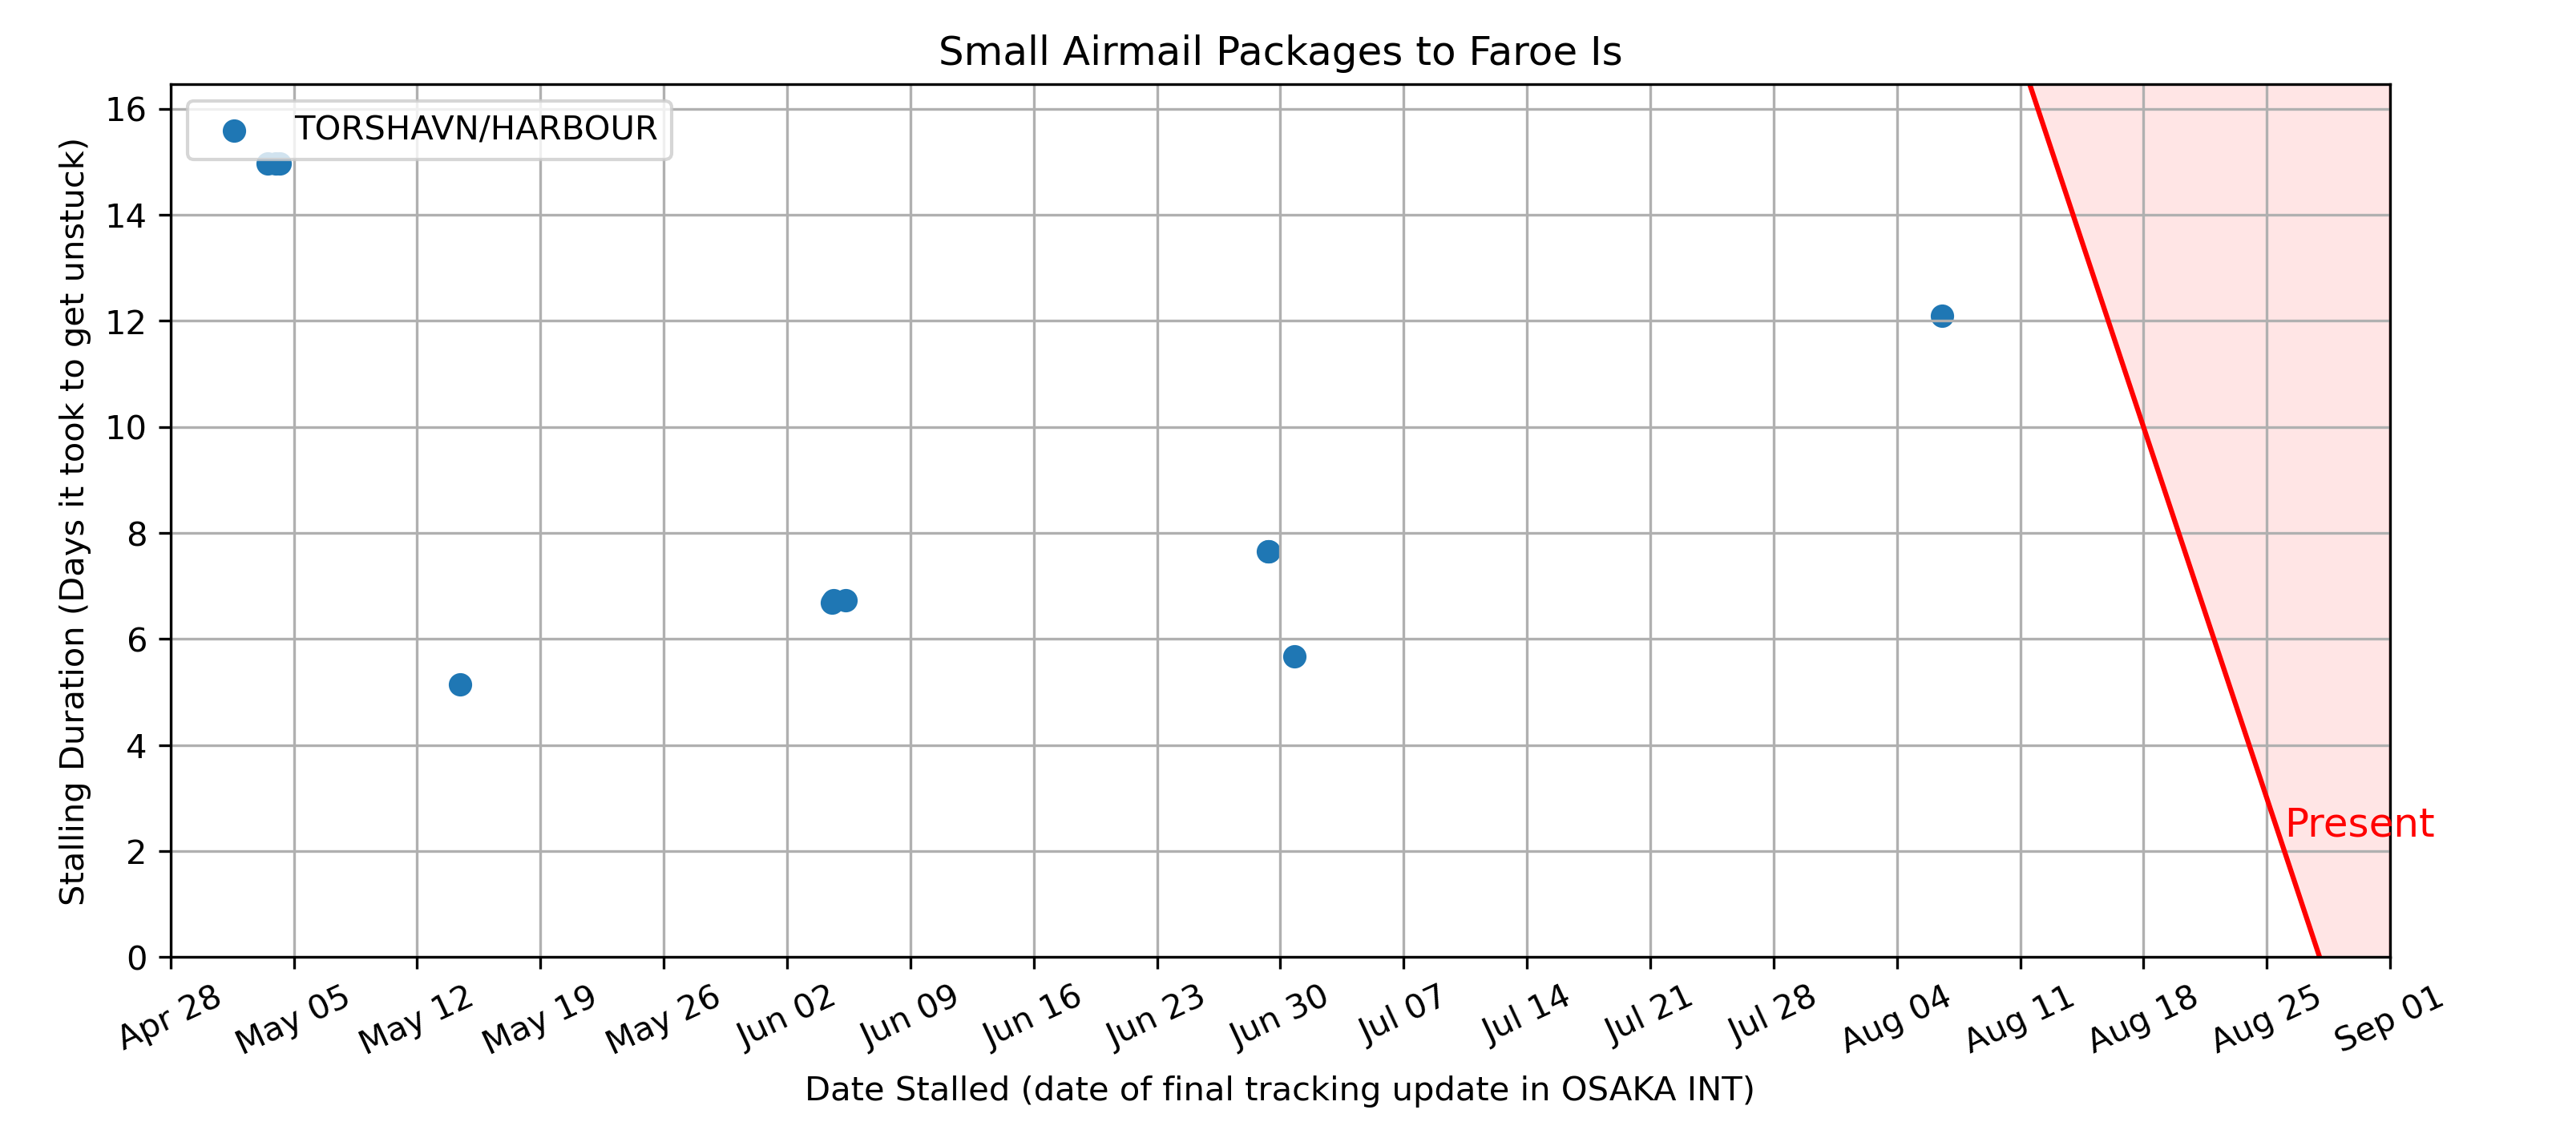 Small Airmail Packages to Faroe Is
TORSHAVN/HARBOUR
Stalling Duration (Days it took to get unstuck)
16
14
12
10
8
6
4
2
0
Present
Apr 28
May 05
May 12
May 19
May 26
Jun 02
Jun 09
Jun 16
Jun 23
Jun 30
Jul 07
Jul 14
Jul 21
Jul 28
Aug 04
Aug 11
Aug 18
Aug 25
Sep 01
Date Stalled (date of final tracking update in OSAKA INT)